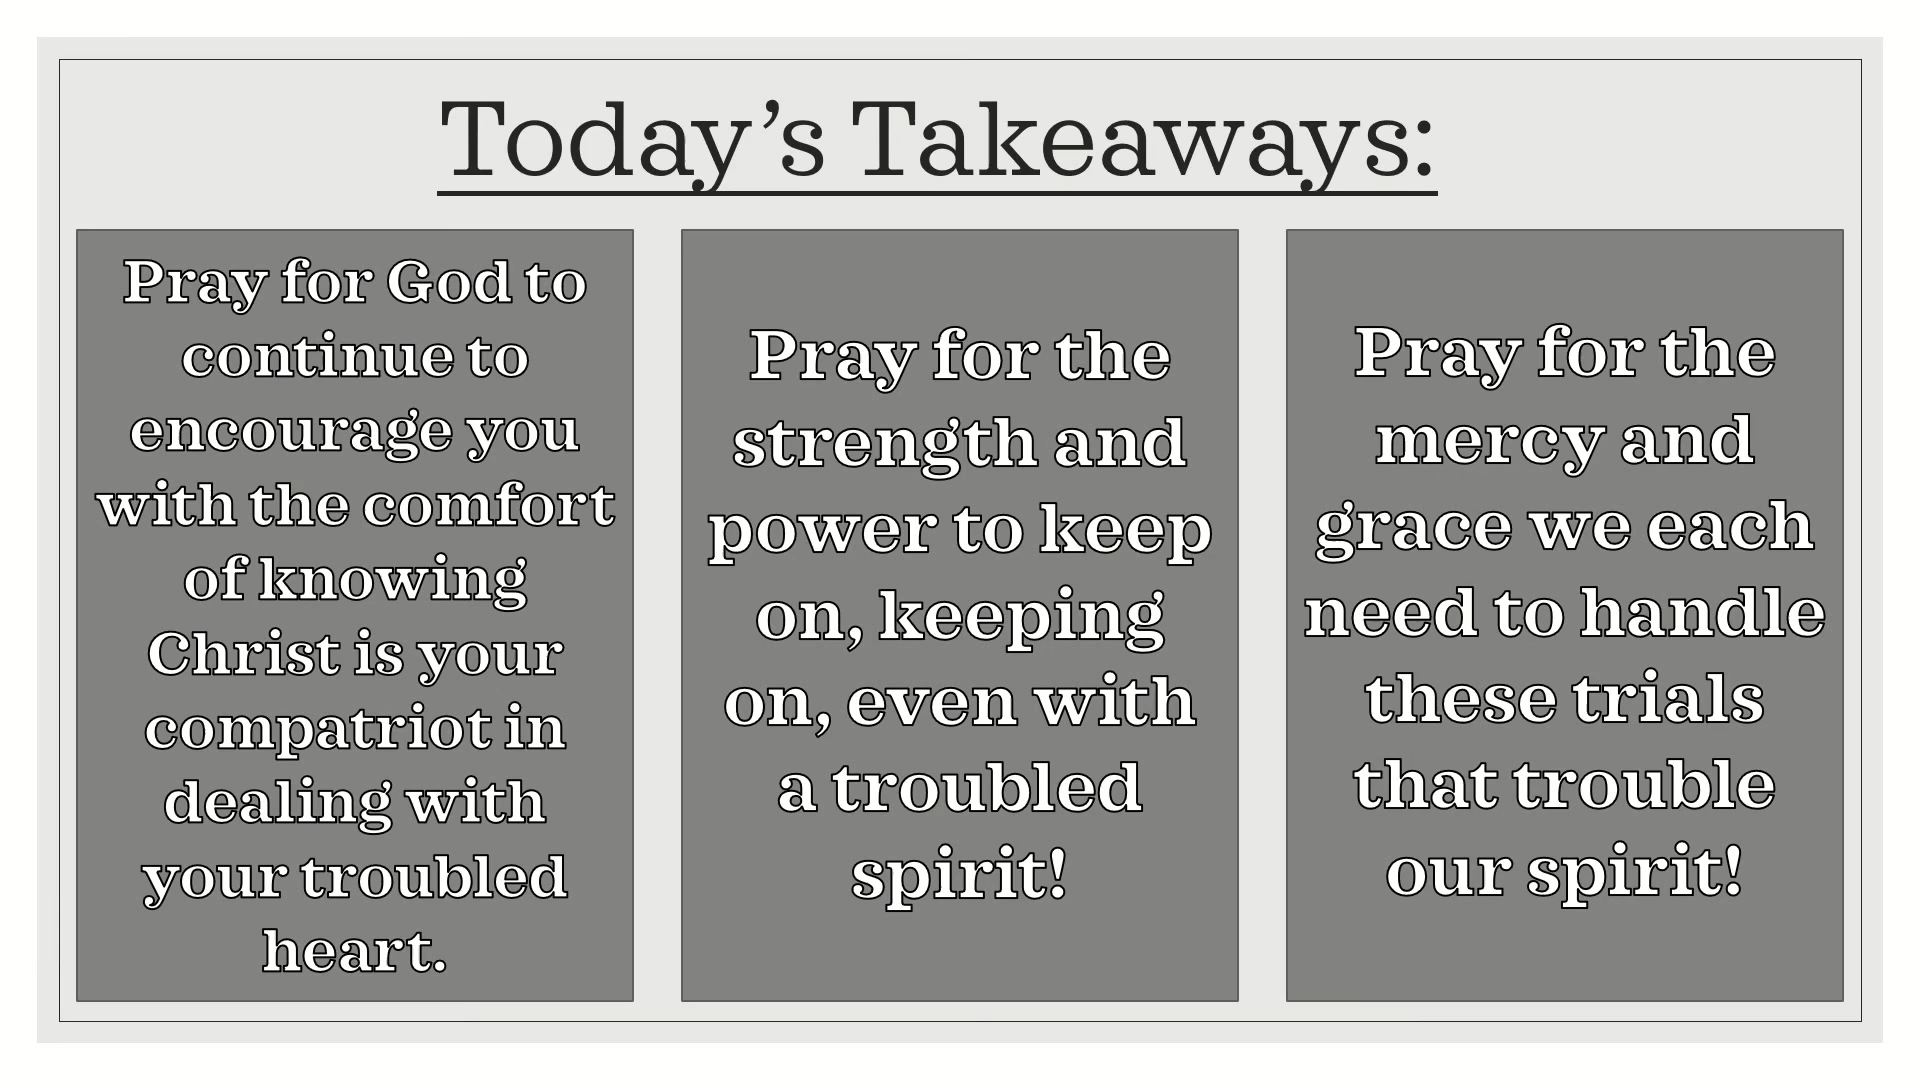 Today’s Takeaways:
Pray for God to
continue to
encourage you
with the comfort
of knowing
Christ is your
compatriot in
dealing with
your troubled
heart.
Pray for the
strength and
power to keep
on, keeping
on, even with
a troubled
spirit!
Pray for the
mercy and
grace we each
need to handle
these trials
that trouble
our spirit!